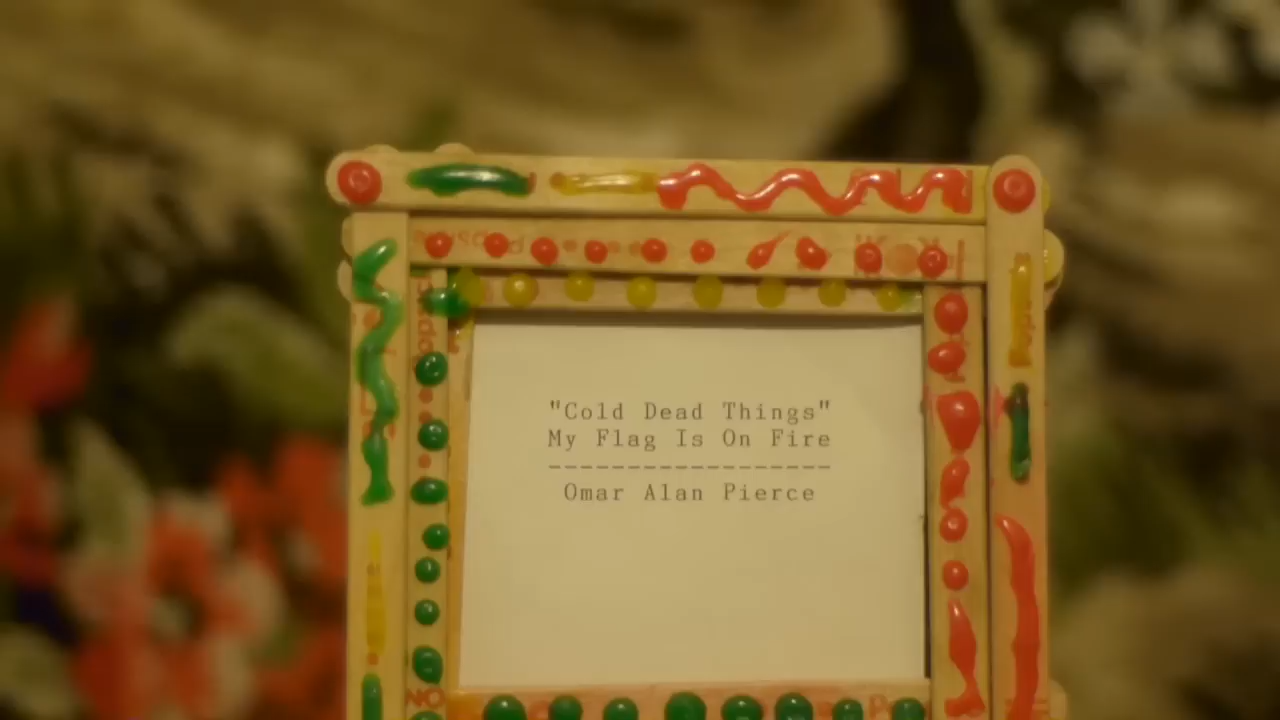 "Cold Dead Things"
My Flag Is On Fire
------------------
Omar Alan Pierce